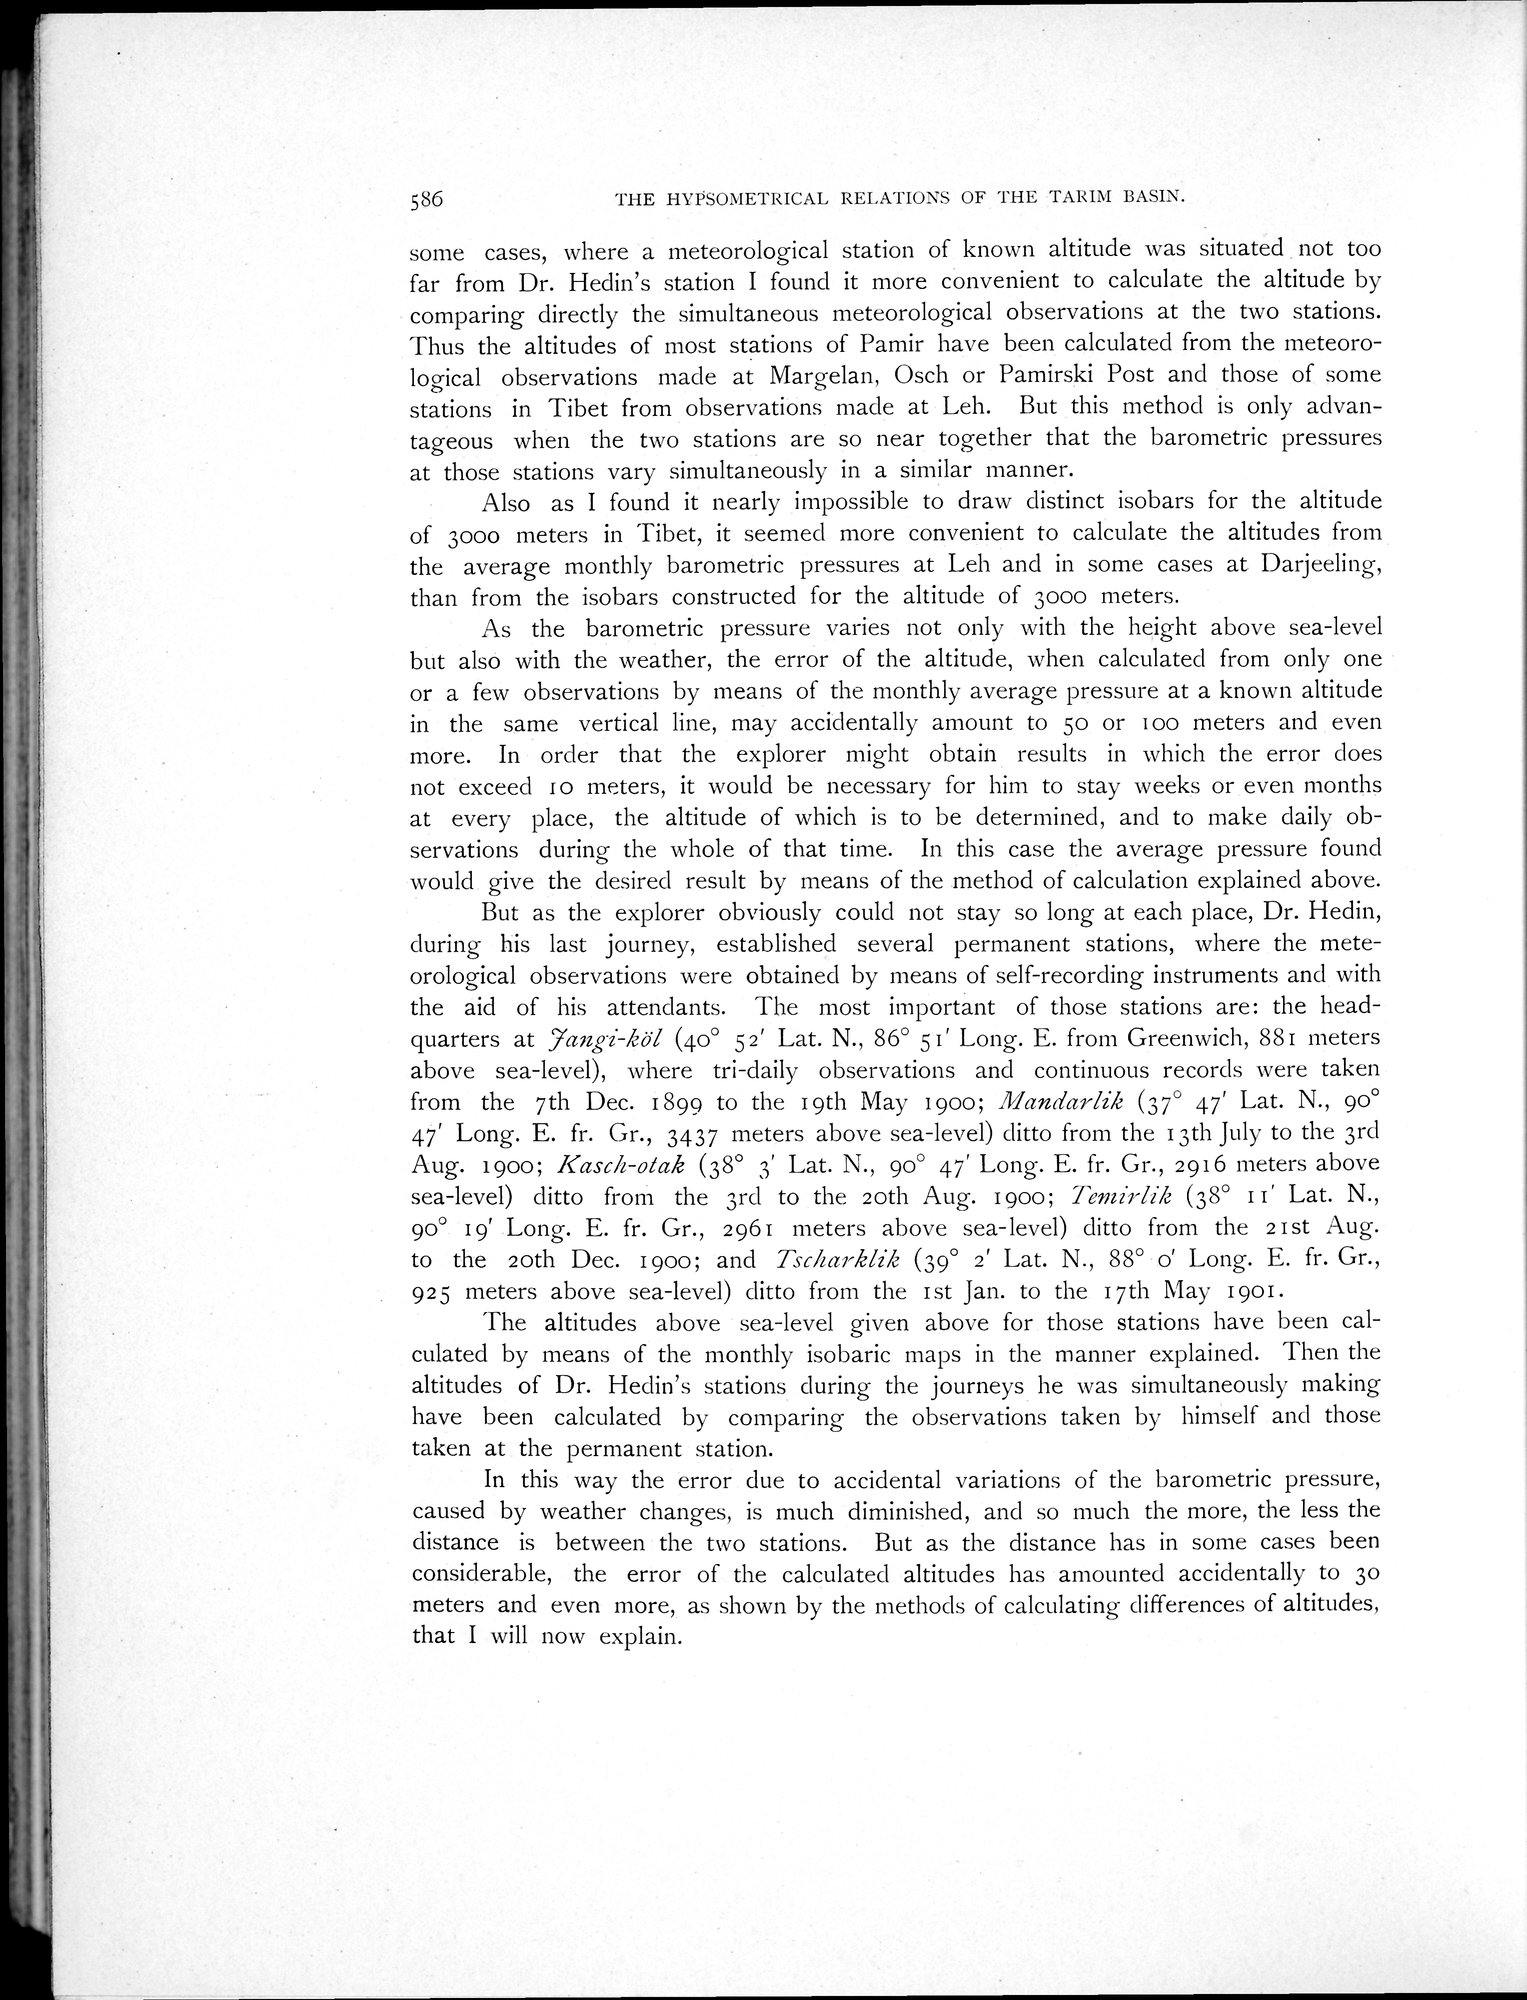 586 THE HYPSOMETRICAL RELATIONS OF THE TARIM BASIN.
some cases, where a meteorological station of known altitude was situated not too
far from Dr. Hedin's station I found it more convenient to calculate the altitude by
comparing directly the simultaneous meteorological observations at the two stations.
Thus the altitudes of most stations of Pamir have been calculated from the meteoro-
logical observations made at Margelan, Osch or Pamirski Post and those of some
stations in Tibet from observations made at Leh. But this method is only advan-
tageous when the two stations are so near together that the barometric pressures
at those stations vary simultaneously in a similar manner.
Also as I found it nearly impossible to draw distinct isobars for the altitude
of 3000 meters in Tibet, it seemed more convenient to calculate the altitudes from
the average monthly barometric pressures at Leh and in some cases at Darjeeling,
than from the isobars constructed for the altitude of 3000 meters.
As the barometric pressure varies not only with the height above sea-level
but also with the weather, the error of the altitude, when calculated from only one
or a few observations by means of the monthly average pressure at a known altitude
in the same vertical line, may accidentally amount to 50 or 100 meters and even
more. In order that the explorer might obtain results in which the error does
not exceed 10 meters, it would be necessary for him to stay weeks or even months
at every place, the altitude of which is to be determined, and to make daily ob-
servations during the whole of that time. In this case the average pressure found
would give the desired result by means of the method of calculation explained above.
But as the explorer obviously could not stay so long at each place, Dr. Hedin,
during his last journey, established several permanent stations, where the mete-
orological observations were obtained by means of self-recording instruments and with
the aid of his attendants. The most important of those stations are: the head-
quarters at Jangi-köl (40° 52' Lat. N., 86° 51' Long. E. from Greenwich, 881 meters
above sea-level), where tri-daily observations and continuous records were taken
from the 7th Dec. 1899 to the 19th May 1900; Mandarlik (37° 47' Lat. N., 90°
47' Long. E. fr. Gr., 3437 meters above sea-level) ditto from the 13th July to the 3rd
Aug. 1900; Kasch-otak (38° 3' Lat. N., 90° 47' Long. E. fr. Gr., 2916 meters above
sea-level) ditto from the 3rd to the 20th Aug. 1900; Temirlik (38° 11' Lat. N.,
90° 19' Long. E. fr. Gr., 2961 meters above sea-level) ditto from the 21st Aug.
to the 20th Dec. 1900; and Tscharklik (39° 2' Lat. N., 88° 0' Long. E. fr. Gr.,
925 meters above sea-level) ditto from the 1st Jan. to the 17th May 1901.
The altitudes above sea-level given above for those stations have been cal-
culated by means of the monthly isobaric maps in the manner explained. Then the
altitudes of Dr. Hedin's stations during the journeys he was simultaneously making
have been calculated by comparing the observations taken by himself and those
taken at the permanent station.
In this way the error due to accidental variations of the barometric pressure,
caused by weather changes, is much diminished, and so much the more, the less the
distance is between the two stations. But as the distance has in some cases been
considerable, the error of the calculated altitudes has amounted accidentally to 30
meters and even more, as shown by the methods of calculating differences of altitudes,
that I will now explain.